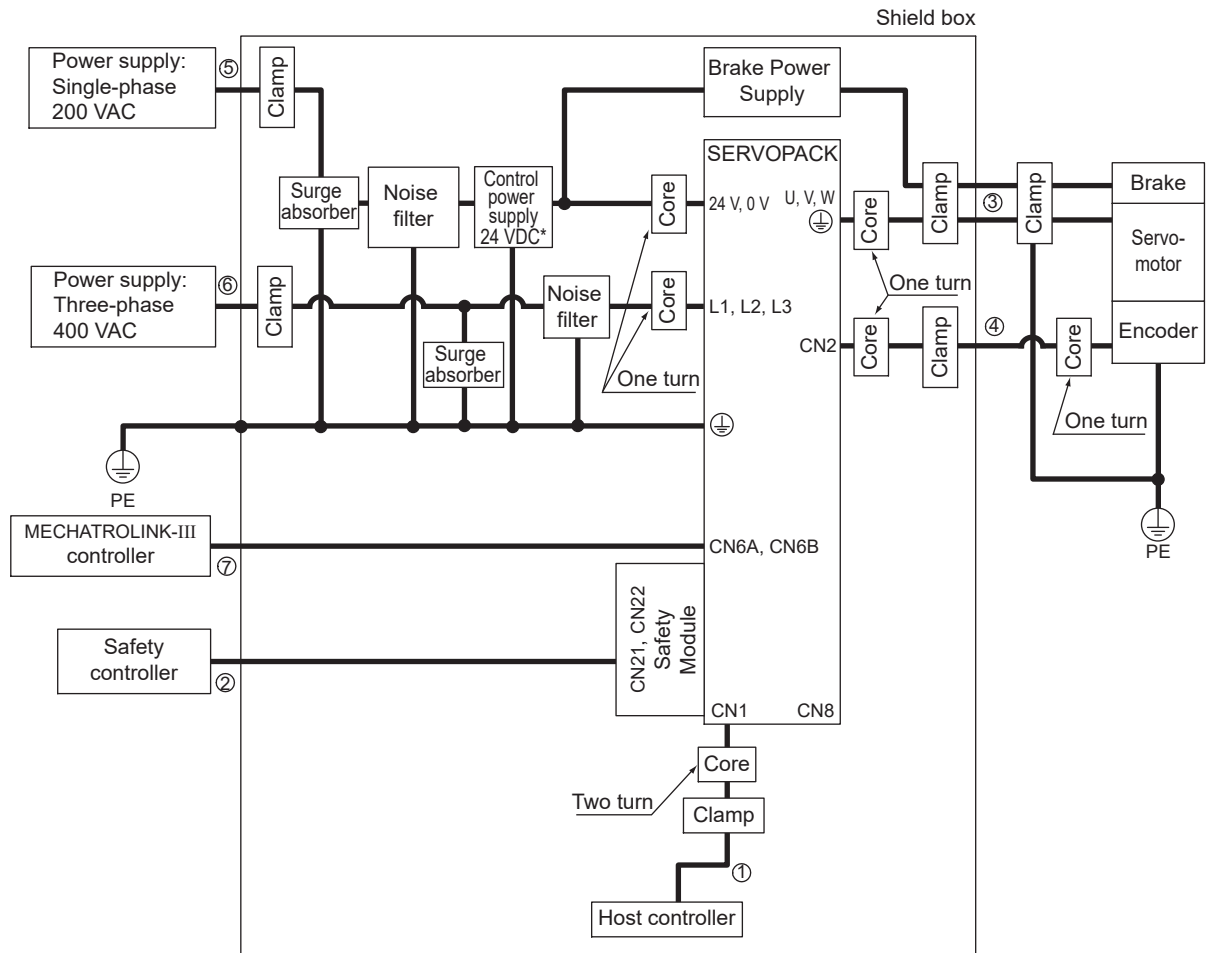 Shield box
Power supply:
Single-phase
200 VAC
⑤
Clamp
Brake Power
Supply
SERVOPACK
Surge
absorber
Noise
filter
Control
power
supply
24 VDC*
Core
24 V, 0 V
U, V, W
Core
Clamp
③
Clamp
Brake
Servo-
motor
Encoder
Power supply:
Three-phase
400 VAC
⑥
Clamp
Noise
filter
Core
L1, L2, L3
One turn
Surge
absorber
One turn
CN2
Core
Clamp
④
Core
One turn
PE
PE
MECHATROLINK-III
controller
⑦
CN6A, CN6B
Safety
controller
②
CN21, CN22
Safety
Module
CN1
CN8
Core
Two turn
Clamp
①
Host controller